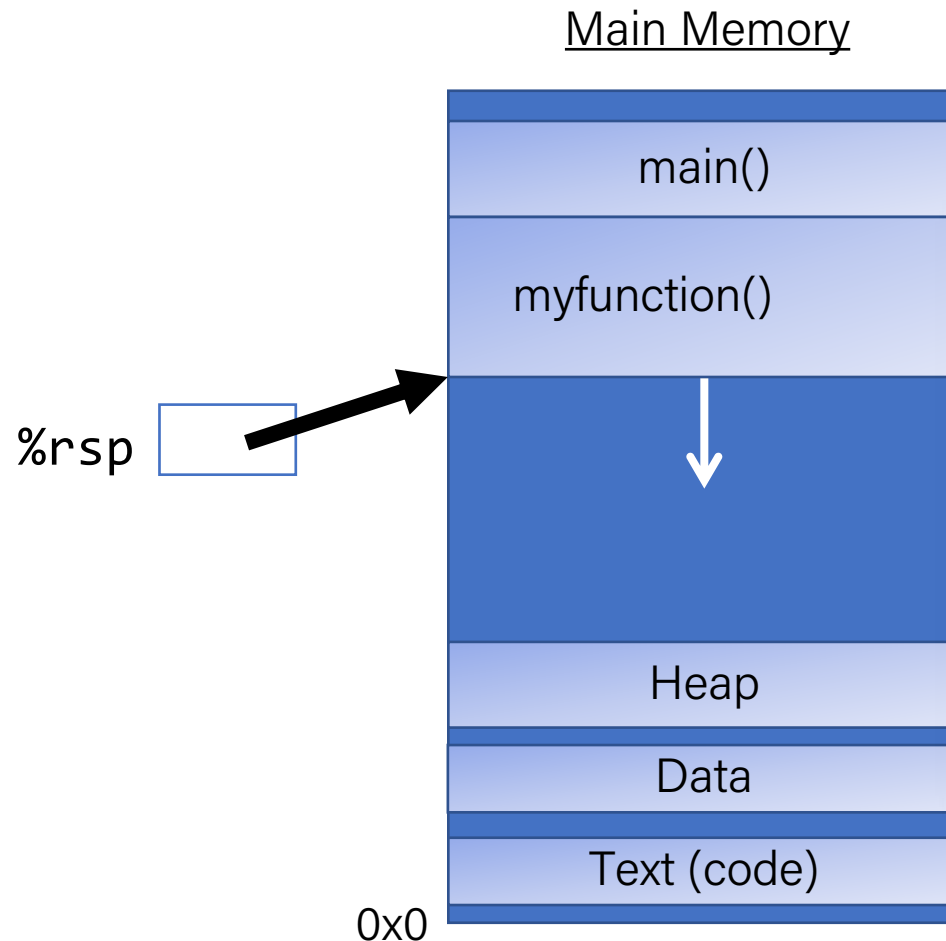 Main Memory
main()
myfunction()
%rsp
Heap
Data
Text (code)
0x0